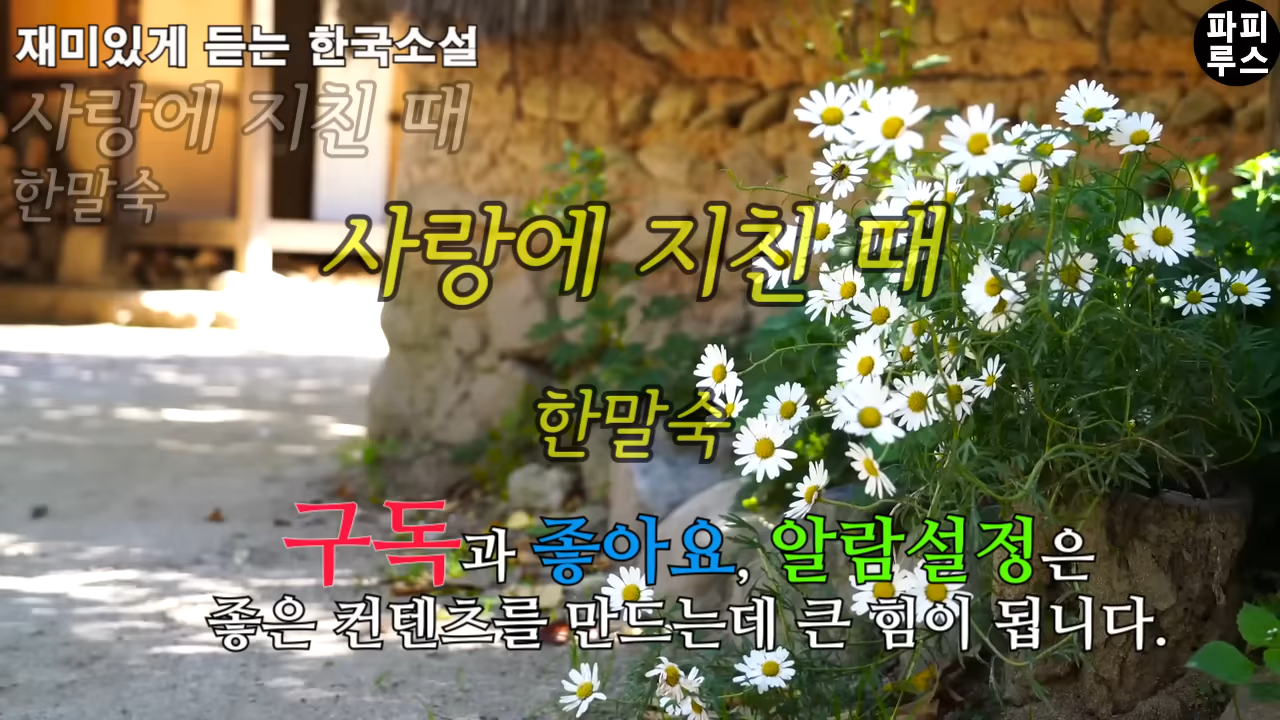 재미있게 듣는 한국소설
파피
루스
사랑에 지친 때
한말숙
사랑에 지친 때
한말숙
구독과 좋아요, 알람설정은
좋은 컨텐츠를 만드는데 큰 힘이 됩니다.